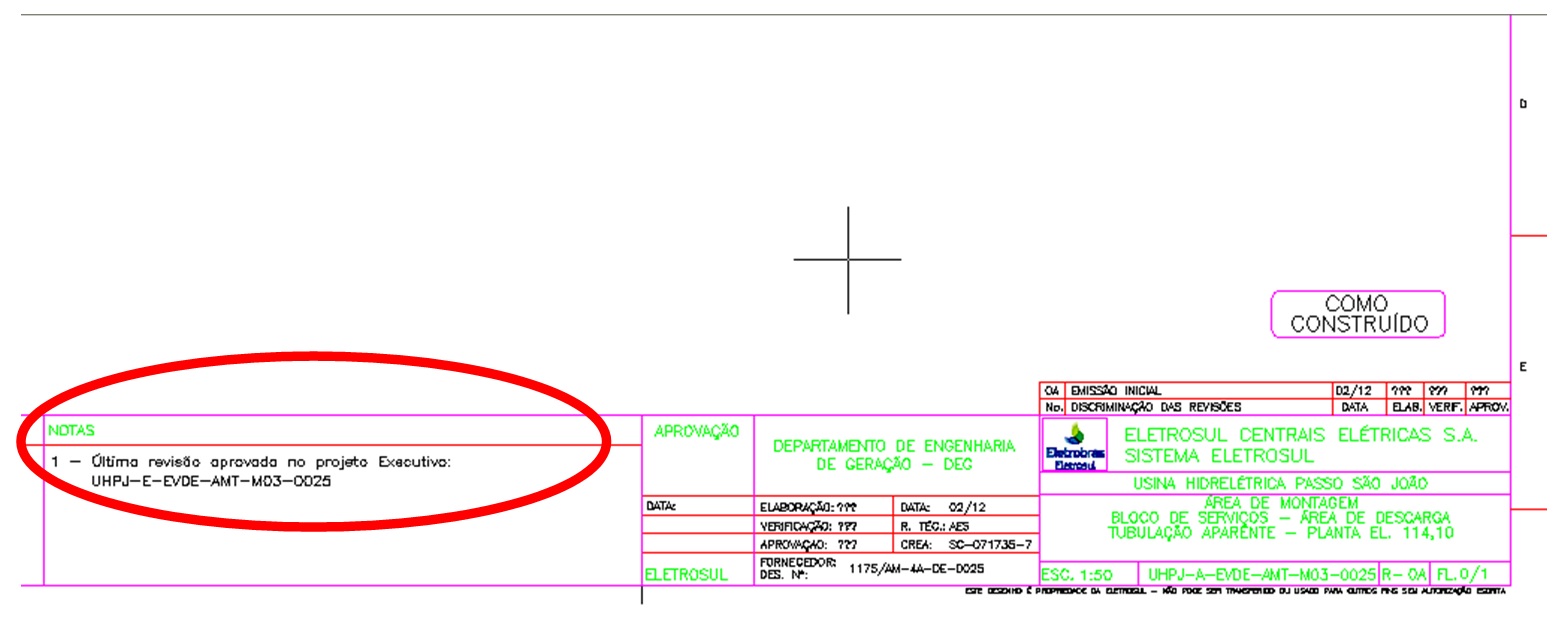 D
COMO
CONSTRUÍDO
E
0A EMISSÃO INICIAL 02/12 ??? ??? ???
No. DISCRIMINAÇÃO DAS REVISÕES DATA ELAB. VERIF. APROV.
NOTAS
1 – Última revisão aprovada no projeto Executivo:
UHPJ–E–EVDE–AMT–M03–0025
APROVAÇÃO
DATA:
ELETROSUL
DEPARTAMENTO DE ENGENHARIA
DE GERAÇÃO – DEG
ELABORAÇÃO: ??? DATA: 02/12
VERIFICAÇÃO: ??? R. TÉC.: AES
APROVAÇAO: ??? CREA: SC–071735–7
FORNECEDOR:
DES. Nº: 1175/AM–4A–DE–0025
Eletrobras
Eletrosul
ELETROSUL CENTRAIS ELÉTRICAS S.A.
SISTEMA ELETROSUL
USINA HIDRELÉTRICA PASSO SÃO JOÃO
ÁREA DE MONTAGEM
BLOCO DE SERVIÇOS – ÁREA DE DESCARGA
TUBULAÇÃO APARENTE – PLANTA EL. 114,10
ESC. 1:50 UHPJ–A–EVDE–AMT–M03–0025 R– 0A FL.0/1
ESTE DESENHO É PROPRIEDADE DA ELETROSUL – NÃO PODE SER TRANSFERIDO OU USADO PARA OUTROS FINS SEM AUTORIZAÇÃO ESCRITA